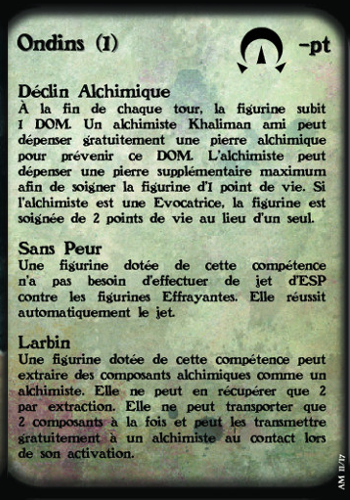 Ondins (1)
-pt
Déclin Alchimique
À la fin de chaque tour, la figurine subit
1 DOM. Un alchimiste Khaliman ami peut
dépenser gratuitement une pierre alchimique
pour prévenir ce DOM. L'alchimiste peut
dépenser une pierre supplémentaire maximum
afin de soigner la figurine d'1 point de vie. Si
l'alchimiste est une Evocatrice, la figurine est
soignée de 2 points de vie au lieu d'un seul.
Sans Peur
Une figurine dotée de cette compétence
n'a pas besoin d'effectuer de jet d'ESP
contre les figurines Effrayantes. Elle réussit
automatiquement le jet.
Larbin
Une figurine dotée de cette compétence peut
extraire des composants alchimiques comme un
alchimiste. Elle ne peut en récupérer que 2
par extraction. Elle ne peut transporter que
2 composants à la fois et peut les transmettre
gratuitement à un alchimiste au contact lors
de son activation.
AM 11/17